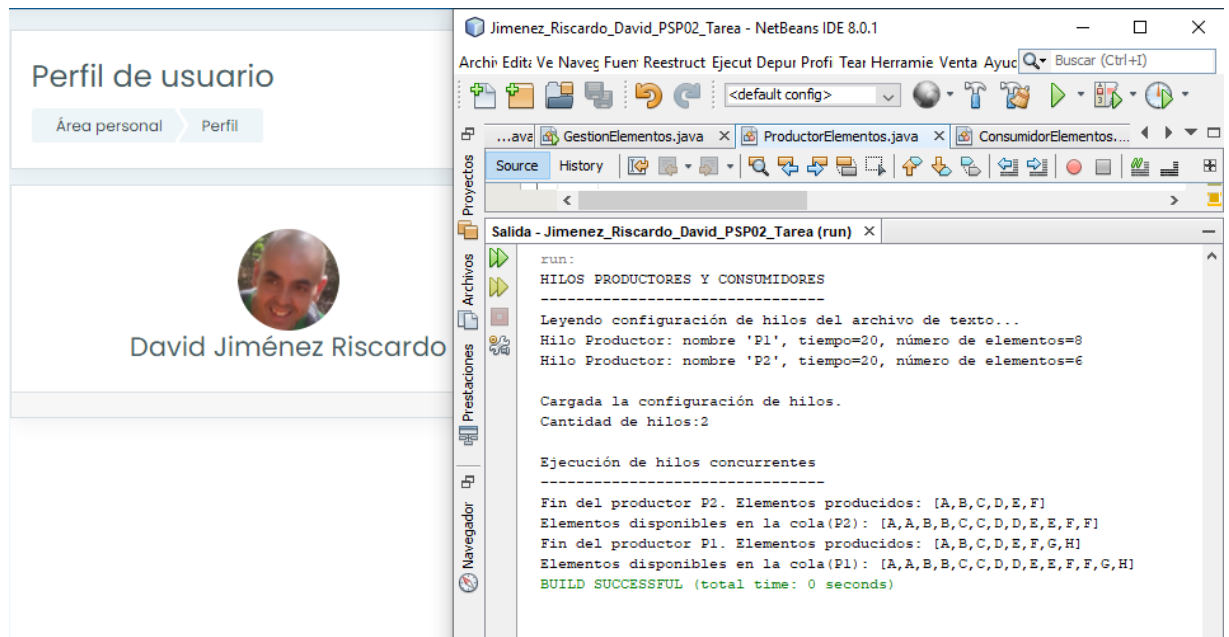 Perfil de usuario
Área personal
Perfil
David Jiménez Riscardo
Jimenez_Riscardo_David_PSP02_Tarea - NetBeans IDE 8.0.1
Archi Edita Ve Naveg Fuen Reestruct Ejecut Depur Profi Tear Herramie Venta Ayuc Buscar (Ctrl+I)
<default config>
...ava GestionElementos.java ProductorElementos.java ConsumidorElementos....
Source History
Proyectos
Archivos
Prestaciones
Navegador
Salida - Jimenez_Riscardo_David_PSP02_Tarea (run)
run:
HILOS PRODUCTORES Y CONSUMIDORES
--------------------------------
Leyendo configuración de hilos del archivo de texto...
Hilo Productor: nombre 'P1', tiempo=20, número de elementos=8
Hilo Productor: nombre 'P2', tiempo=20, número de elementos=6
Cargada la configuración de hilos.
Cantidad de hilos:2
Ejecución de hilos concurrentes
--------------------------------
Fin del productor P2. Elementos producidos: [A,B,C,D,E,F]
Elementos disponibles en la cola(P2): [A,A,B,B,C,C,D,D,E,E,F,F]
Fin del productor P1. Elementos producidos: [A,B,C,D,E,F,G,H]
Elementos disponibles en la cola(P1): [A,A,B,B,C,C,D,D,E,E,F,F,G,H]
BUILD SUCCESSFUL (total time: 0 seconds)